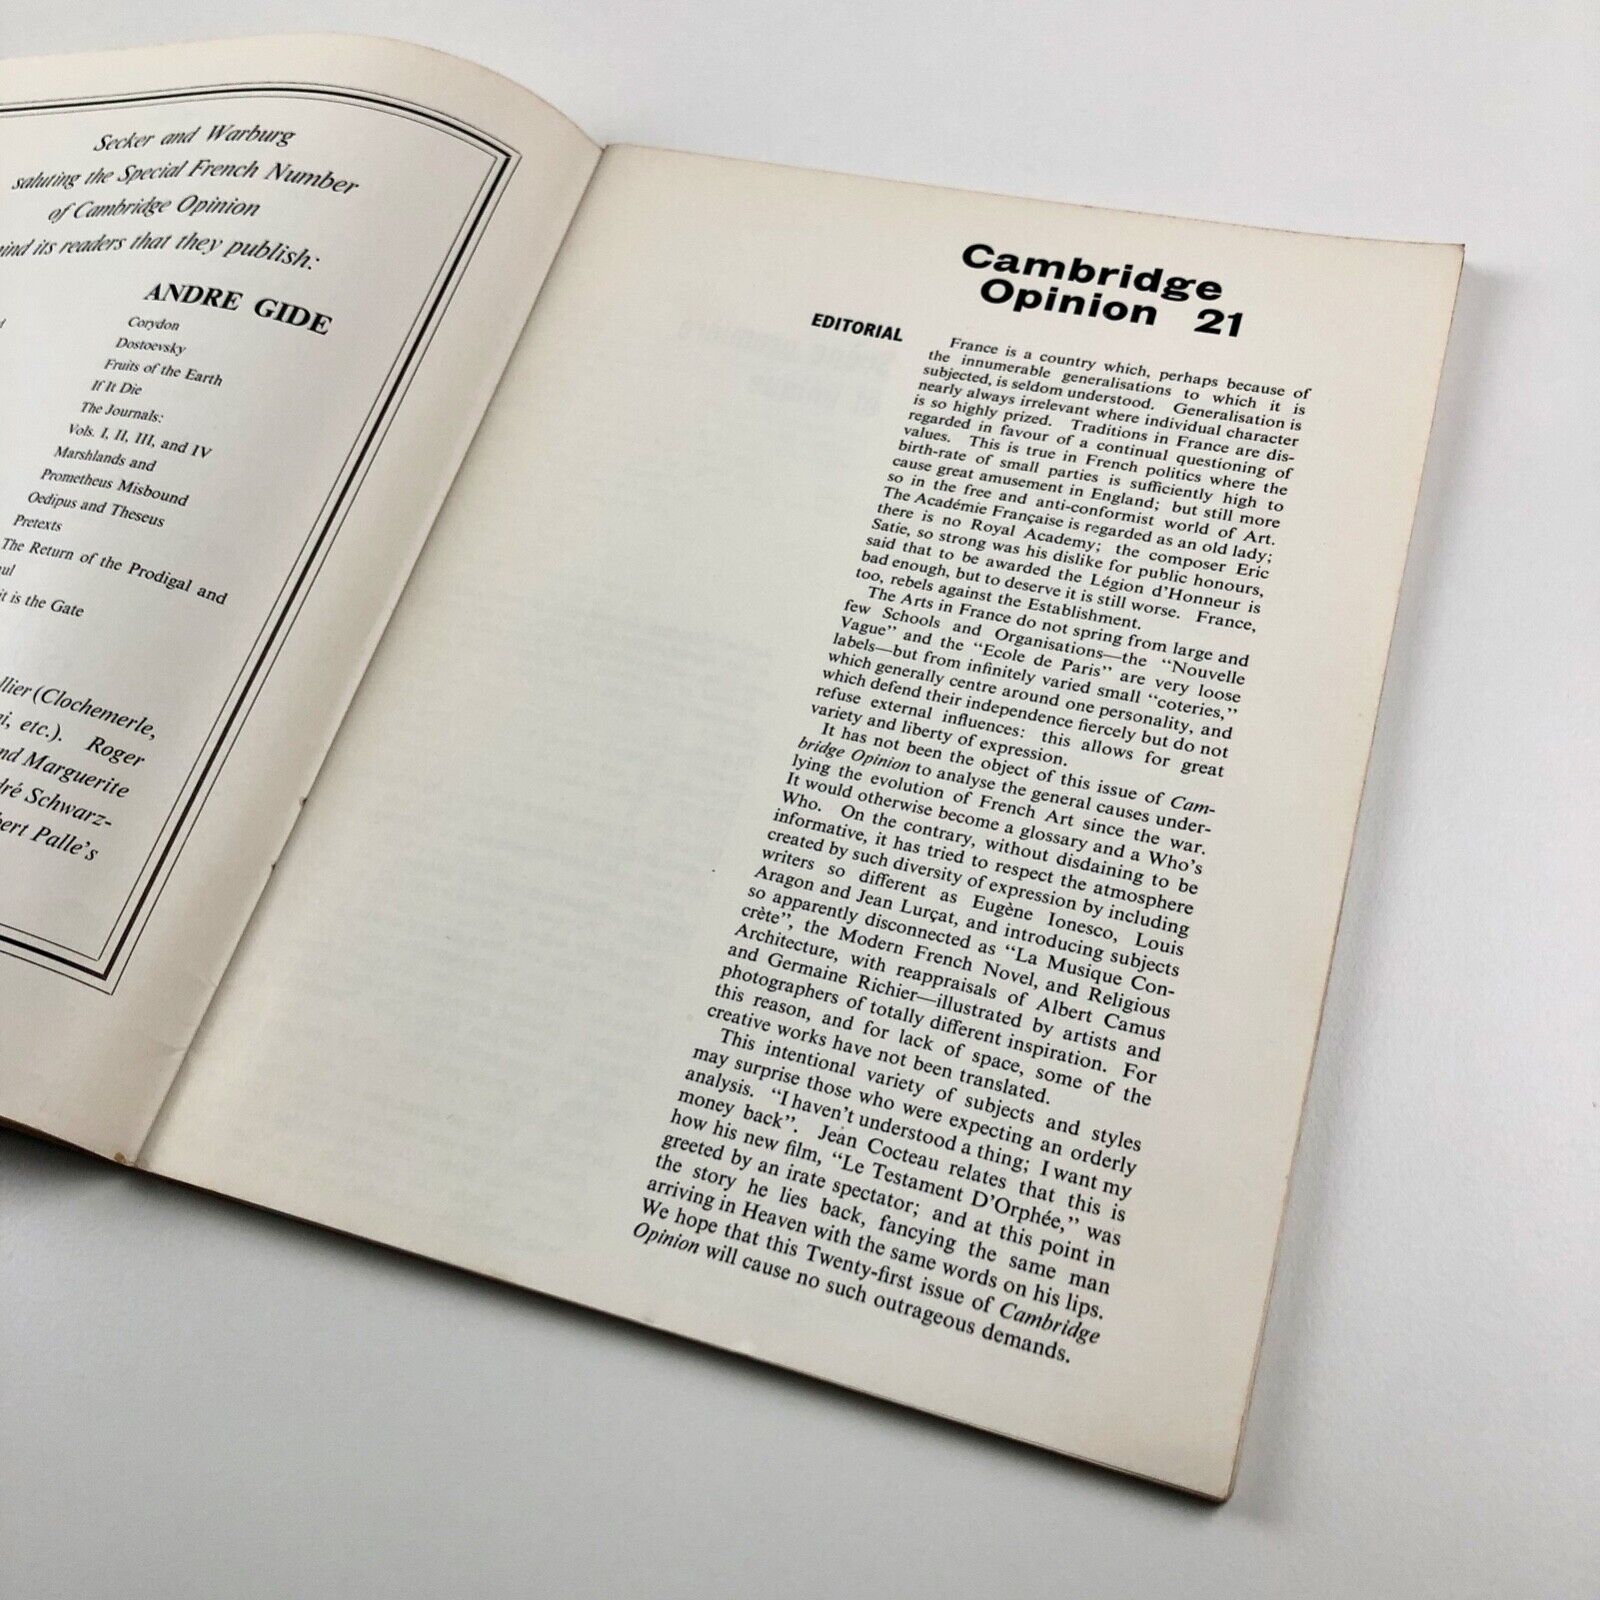 Secker and Warburg
saluting the Special French Number
of Cambridge Opinion
its readers that they publish:
ANDRE GIDE
Corydon
Dostoevsky
Fruits of the Earth
If It Die
The Journals:
Vols. I, II, III, and IV
Marshlands and
Prometheus Misbound
Oedipus and Theseus
Pretexts
The Return of the Prodigal and
is the Gate
(Clochemerle,
etc.). Roger
Marguerite
Schwarz-
Palle's
Cambridge
Opinion 21
EDITORIAL
France is a country which, perhaps because of
the innumerable generalisations to which it is
subjected, is seldom understood. Generalisation is
nearly always irrelevant where individual character
is so highly prized. Traditions in France are dis-
regarded in favour of a continual questioning of
values. This is true in French politics where the
birth-rate of small parties is sufficiently high to
cause great amusement in England; but still more
so in the free and anti-conformist world of Art.
The Académie Française is regarded as an old lady;
there is no Royal Academy; the composer Eric
Satie, so strong was his dislike for public honours,
said that to be awarded the Légion d'Honneur is
bad enough, but to deserve it is still worse. France,
too, rebels against the Establishment.
The Arts in France do not spring from large and
few Schools and Organisations—the "Nouvelle
Vague" and the "Ecole de Paris" are very loose
labels—but from infinitely varied small "coteries,"
which generally centre around one personality, and
which defend their independence fiercely but do not
refuse external influences: this allows for great
variety and liberty of expression.
It has not been the object of this issue of Cam-
bridge Opinion to analyse the general causes under-
lying the evolution of French Art since the war.
It would otherwise become a glossary and a Who's
Who. On the contrary, without disdaining to be
informative, it has tried to respect the atmosphere
created by such diversity of expression by including
writers so different as Eugène Ionesco, Louis
Aragon and Jean Lurçat, and introducing subjects
so apparently disconnected as "La Musique Con-
crète", the Modern French Novel, and Religious
Architecture, with reappraisals of Albert Camus
and Germaine Richier—illustrated by artists and
photographers of totally different inspiration. For
this reason, and for lack of space, some of the
creative works have not been translated.
This intentional variety of subjects and styles
may surprise those who were expecting an orderly
analysis. "I haven't understood a thing; I want my
money back". Jean Cocteau relates that this is
how his new film, "Le Testament D'Orphée," was
greeted by an irate spectator; and at this point in
the story he lies back, fancying the same man
arriving in Heaven with the same words on his lips.
We hope that this Twenty-first issue of Cambridge
Opinion will cause no such outrageous demands.